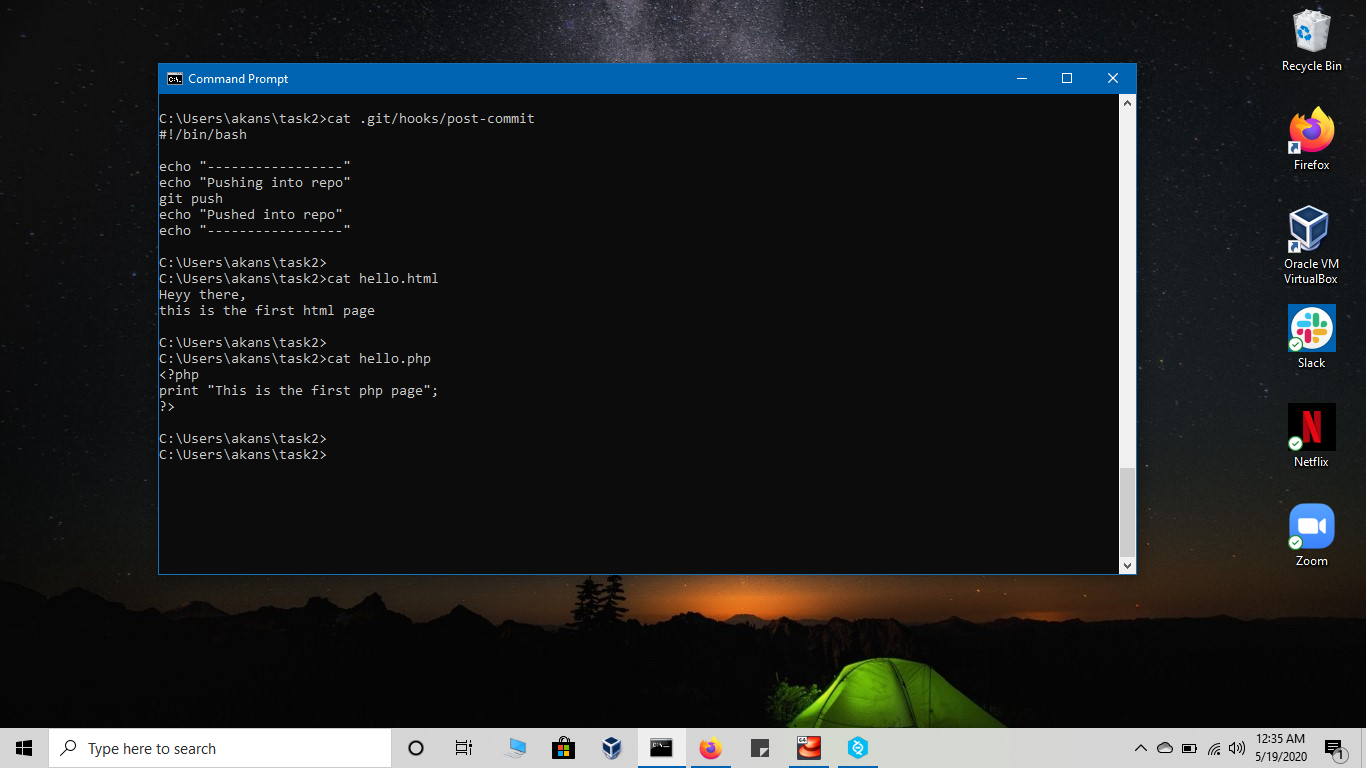 Command Prompt
C:\Users\akans\task2>cat .git/hooks/post-commit
#!/bin/bash
echo "-----------------"
echo "Pushing into repo"
git push
echo "Pushed into repo"
echo "-----------------"
C:\Users\akans\task2>
C:\Users\akans\task2>cat hello.html
Heyy there,
this is the first html page
C:\Users\akans\task2>
C:\Users\akans\task2>cat hello.php
<?php
print "This is the first php page";
?>
C:\Users\akans\task2>
C:\Users\akans\task2>
Recycle Bin
Firefox
Oracle VM
VirtualBox
Slack
N
Netflix
Zoom
Type here to search
64
12:35 AM
5/19/2020
1